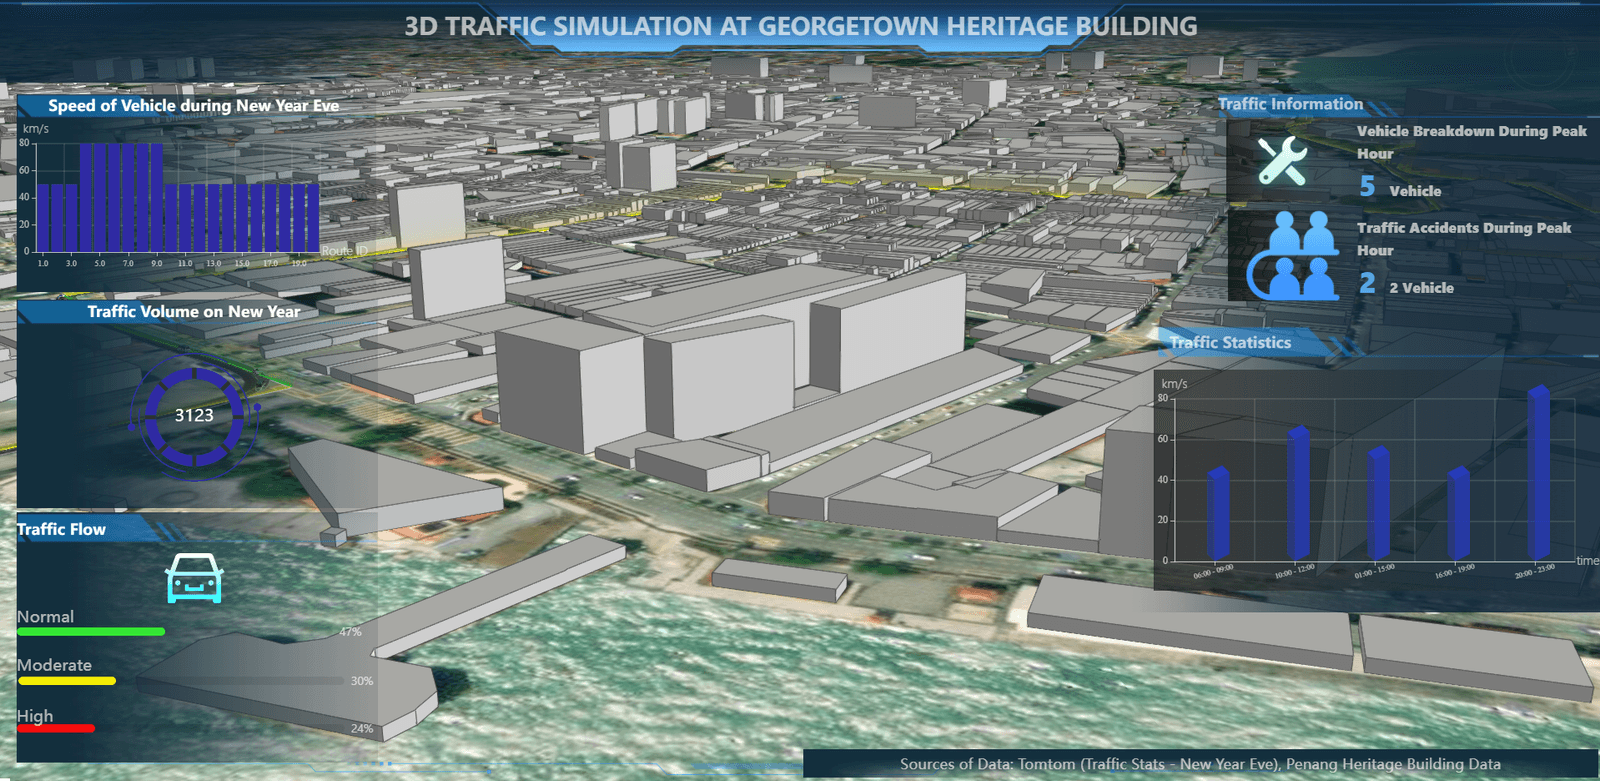 3D TRAFFIC SIMULATION AT GEORGETOWN HERITAGE BUILDING
Speed of Vehicle during New Year Eve
km/s
80
60
40
20
0
1.0 3.0 5.0 7.0 9.0 11.0 13.0 15.0 17.0 19.0
Route ID
Traffic Volume on New Year
3123
Traffic Flow
Normal
47%
Moderate
30%
High
24%
Traffic Information
Vehicle Breakdown During Peak
Hour
5 Vehicle
Traffic Accidents During Peak
Hour
2 2 Vehicle
Traffic Statistics
km/s
80
60
40
20
0
06:00 - 09:00 10:00 - 12:00 01:00 - 15:00 16:00 - 19:00 20:00 - 23:00
time
Sources of Data: Tomtom (Traffic Stats - New Year Eve), Penang Heritage Building Data